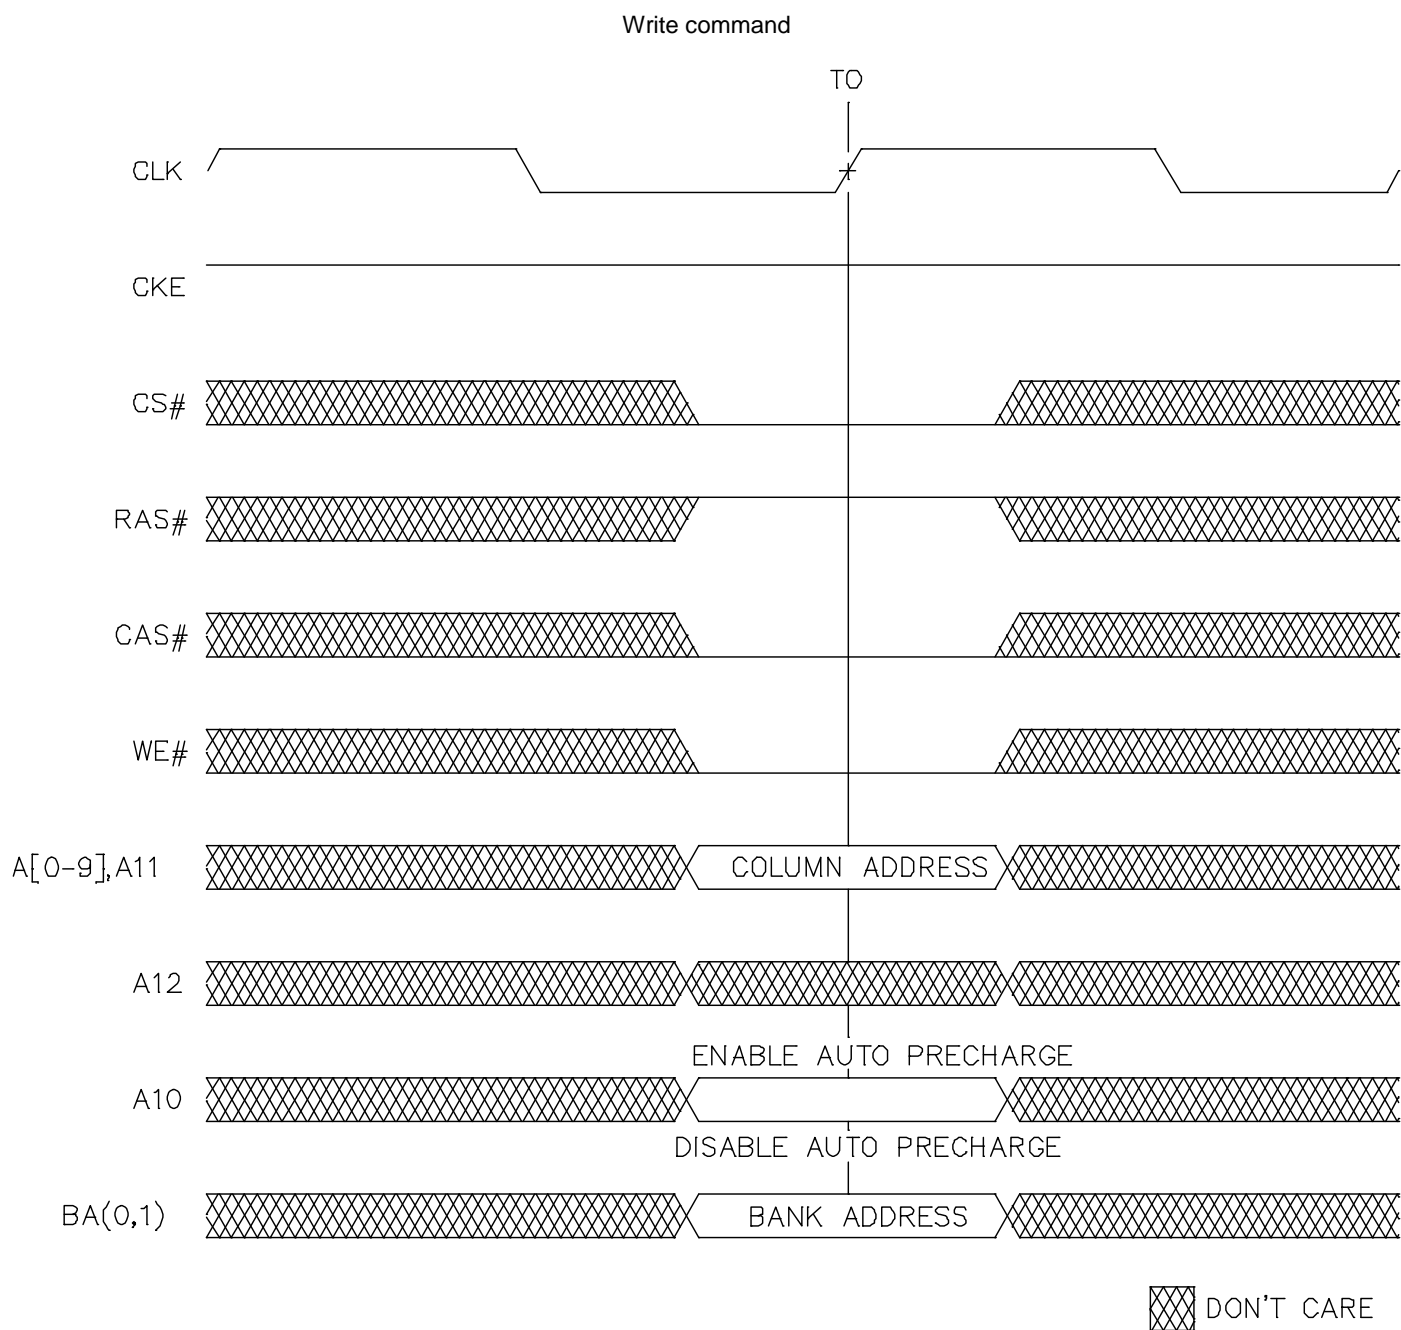 Write command
T0
CLK
CKE
CS#
RAS#
CAS#
WE#
A[0-9],A11 COLUMN ADDRESS
A12
ENABLE AUTO PRECHARGE
A10
DISABLE AUTO PRECHARGE
BA(0,1) BANK ADDRESS
DON'T CARE